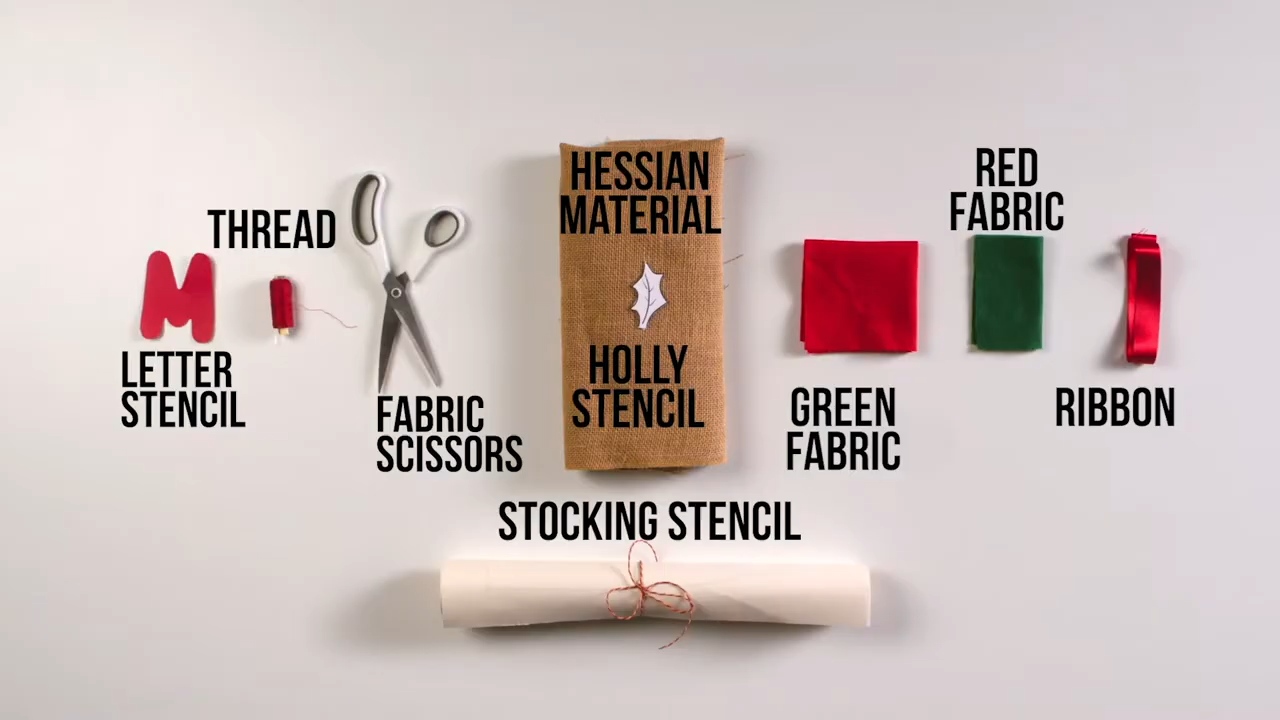 THREAD
LETTER
STENCIL
FABRIC
SCISSORS
HESSIAN
MATERIAL
HOLLY
STENCIL
GREEN
FABRIC
RED
FABRIC
RIBBON
STOCKING STENCIL